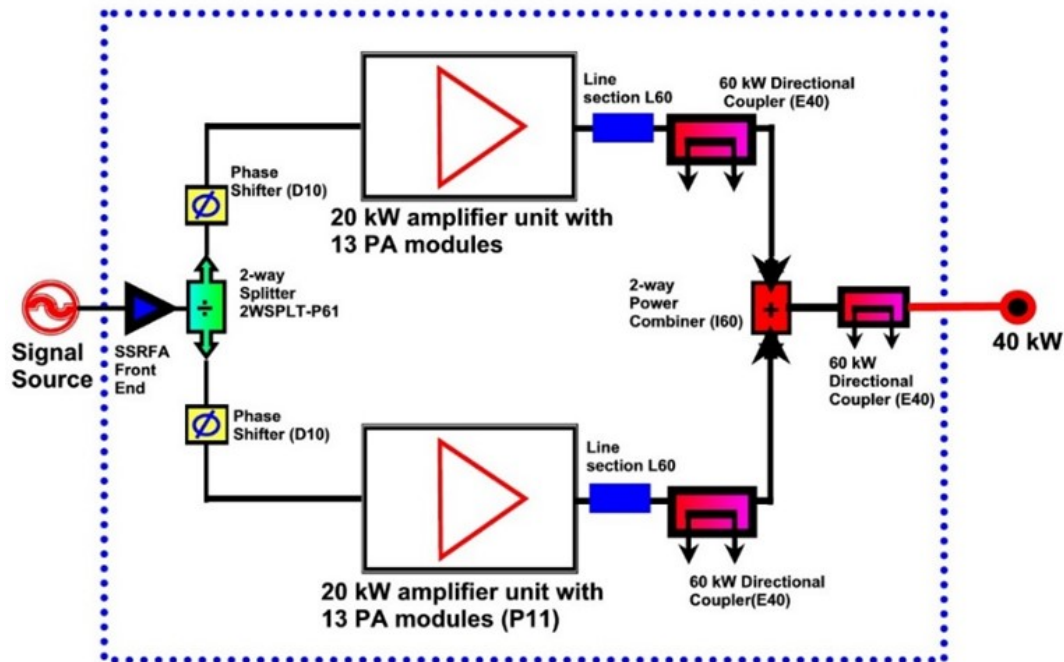 Line
section L60
60 kW Directional
Coupler (E40)
Phase
Shifter (D10)
20 kW amplifier unit with
13 PA modules
2-way
Splitter
2WSPLT-P61
÷
2-way
Power
Combiner (I60)
+
Signal
Source
SSRFA
Front
End
40 kW
60 kW
Directional
Coupler (E40)
Phase
Shifter (D10)
Line
section L60
20 kW amplifier unit with
13 PA modules (P11)
60 kW Directional
Coupler(E40)